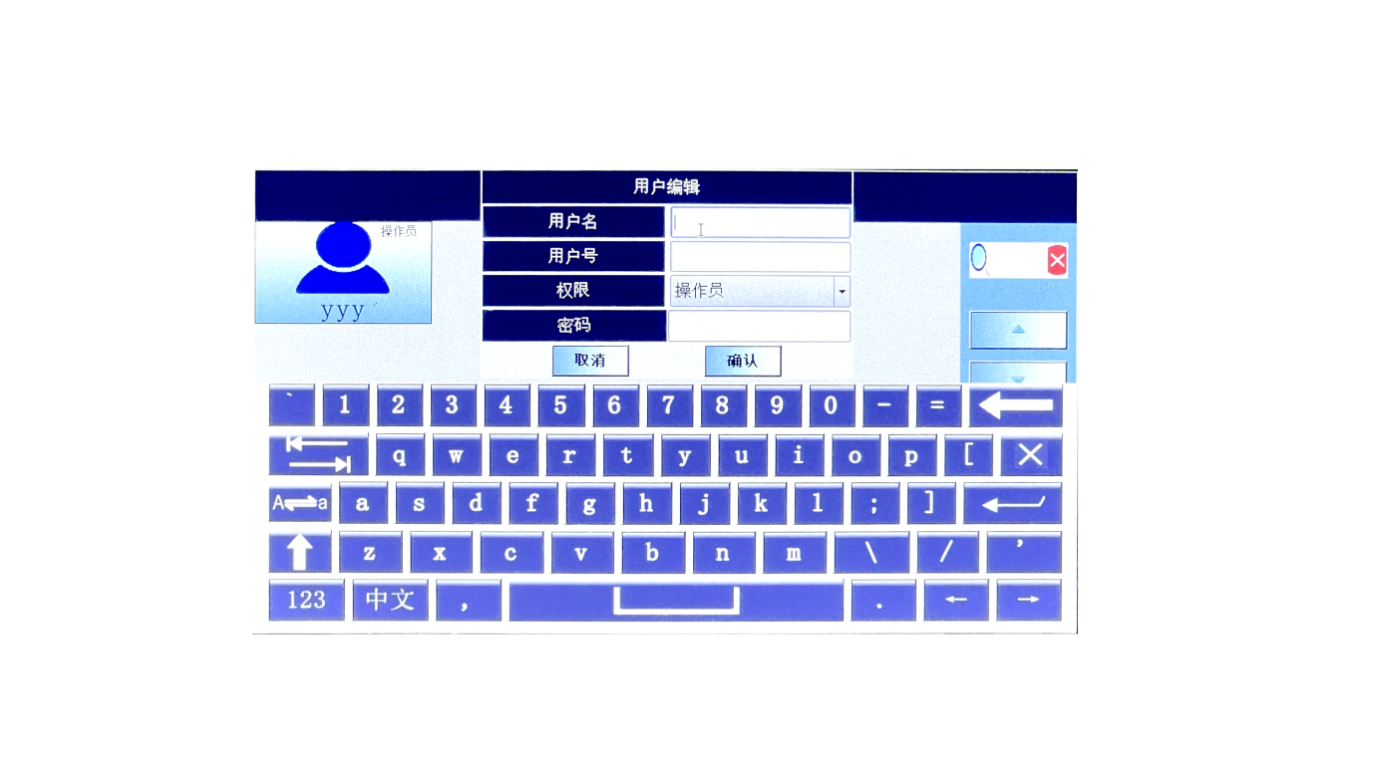 用户编辑
用户名
操作员
用户号
权限 操作员
yyy
密码
取消 确认
` 1 2 3 4 5 6 7 8 9 0 - =
q w e r t y u i o p [
A a a s d f g h j k l ; ]
z x c v b n m \ / ’
123 中文 , .